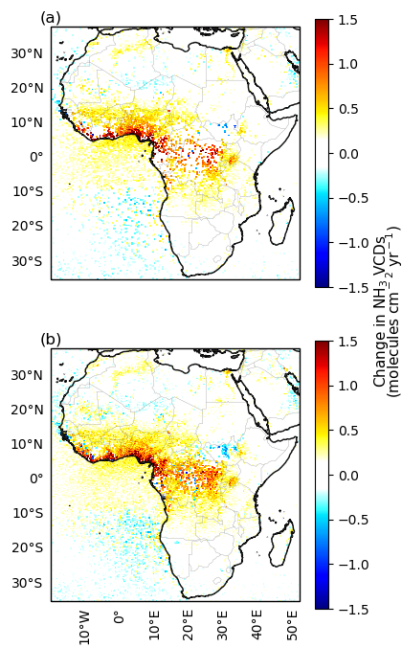 (a)
30°N
20°N
10°N
0°
10°S
20°S
30°S
1.5
1.0
0.5
0.0
−0.5
−1.0
−1.5
(b)
30°N
20°N
10°N
0°
10°S
20°S
30°S
10°W
0°
10°E
20°E
30°E
40°E
50°E
1.5
1.0
0.5
0.0
−0.5
−1.0
−1.5
Change in NH3 VCDs
(molecules cm−2 yr−1)